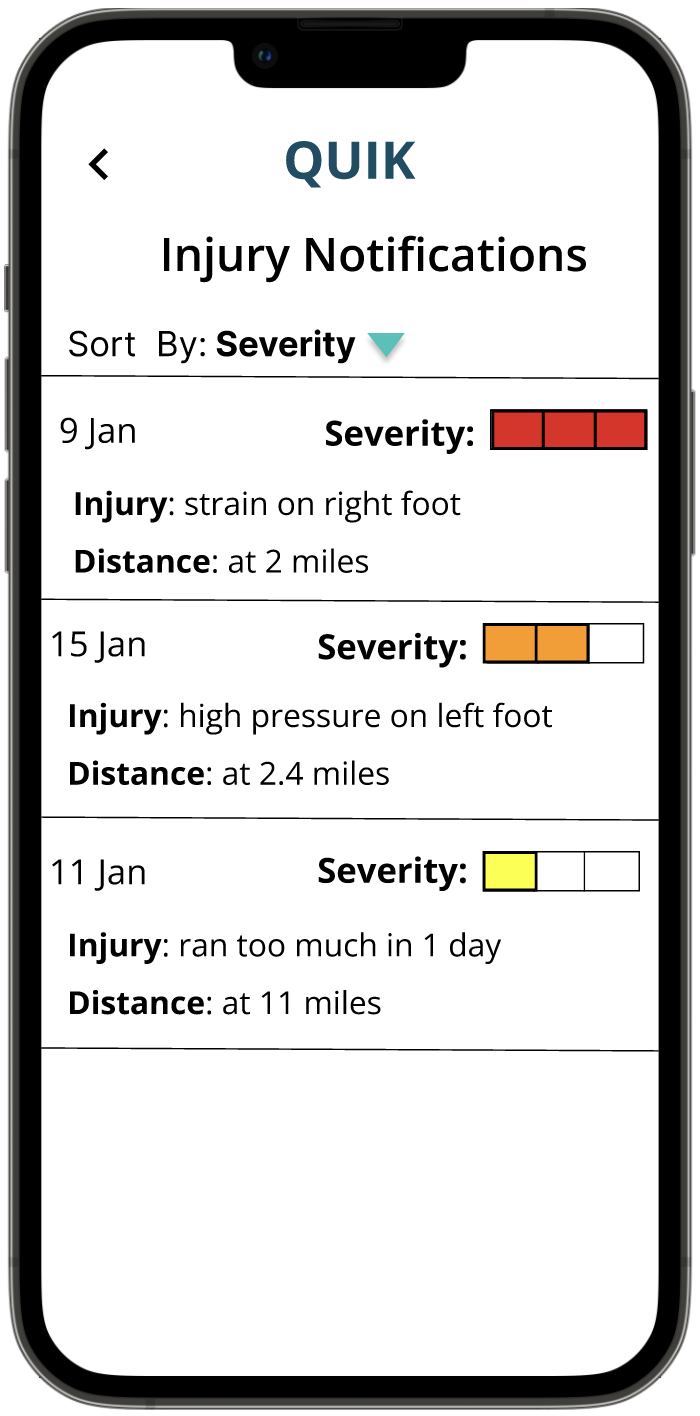 QUIK
Injury Notifications
Sort By: Severity
9 Jan Severity:
Injury: strain on right foot
Distance: at 2 miles
15 Jan Severity:
Injury: high pressure on left foot
Distance: at 2.4 miles
11 Jan Severity:
Injury: ran too much in 1 day
Distance: at 11 miles